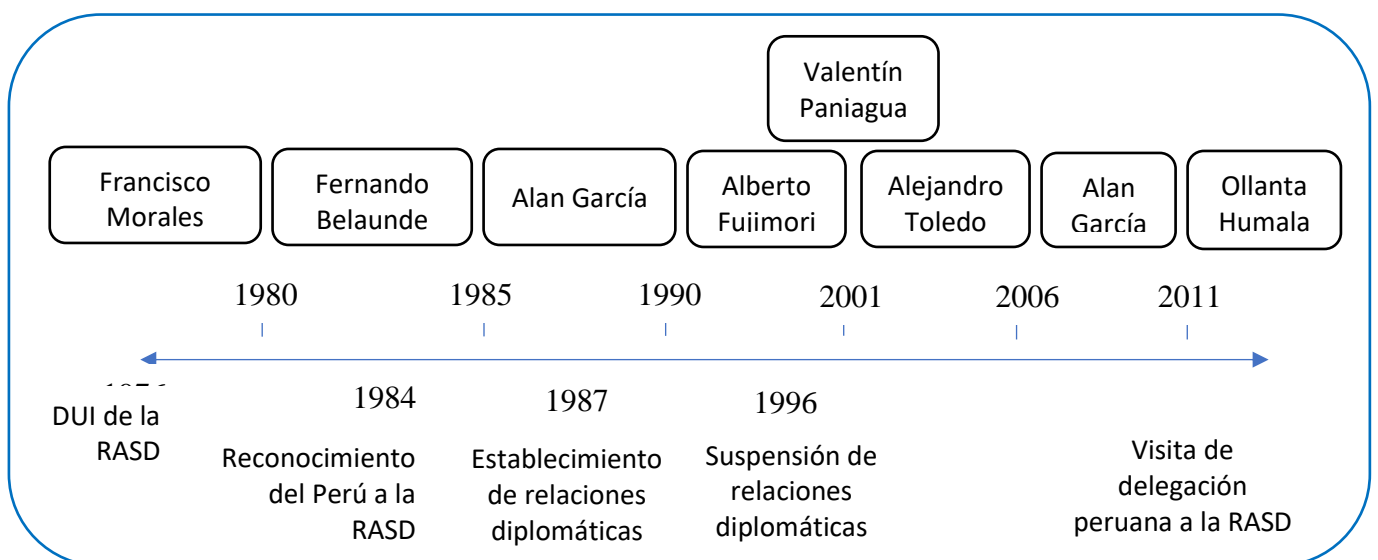 Valentín
Paniagua
Francisco
Morales
Fernando
Belaunde
Alan García
Alberto
Fujimori
Alejandro
Toledo
Alan
García
Ollanta
Humala
1980
1985
1990
2001
2006
2011
1984
1987
1996
DUI de la
RASD
Reconocimiento
del Perú a la
RASD
Establecimiento
de relaciones
diplomáticas
Suspensión de
relaciones
diplomáticas
Visita de
delegación
peruana a la RASD